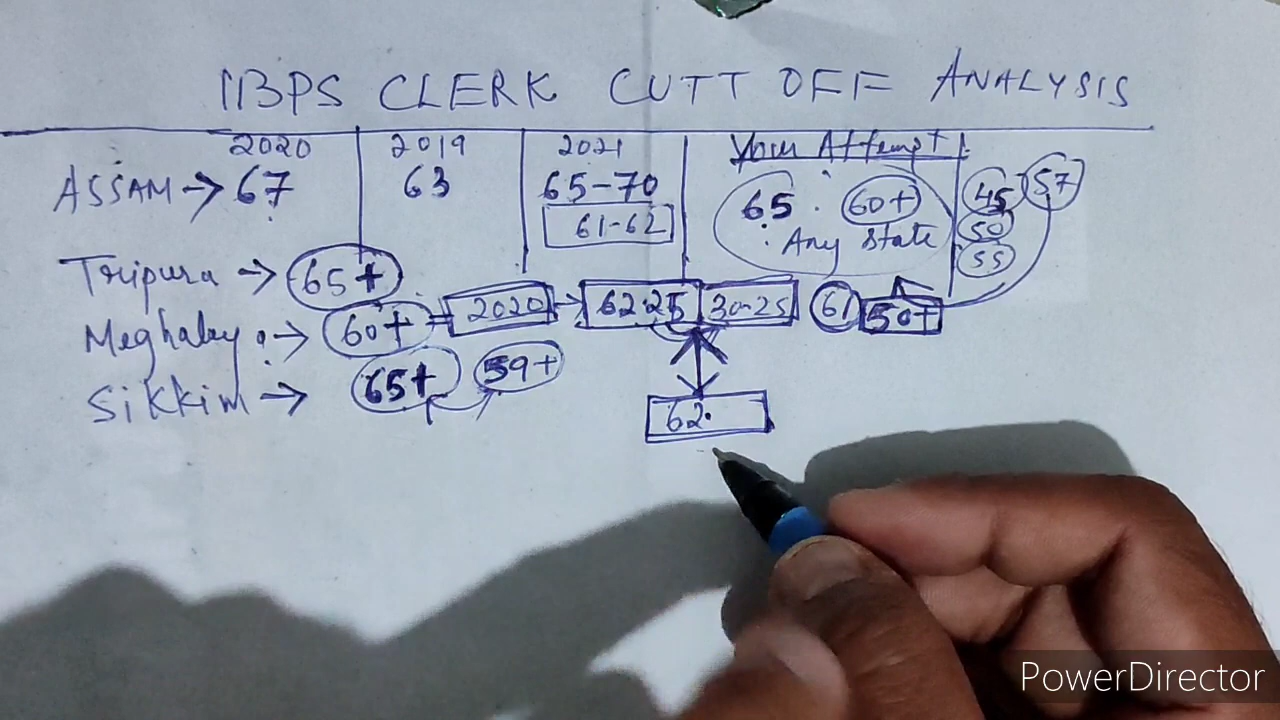 IBPS CLERK CUTT OFF ANALYSIS
2020 2019 2021 Your Attempt
ASSAM → 67 63 65-70 65 60+ 45 57
61-62 Any State 50
Tripura → 65+ 55
Meghaley → 60+ = 2020 → 62.25 30-25 61 50+
Sikkim → 65+ 59+
62.
PowerDirector